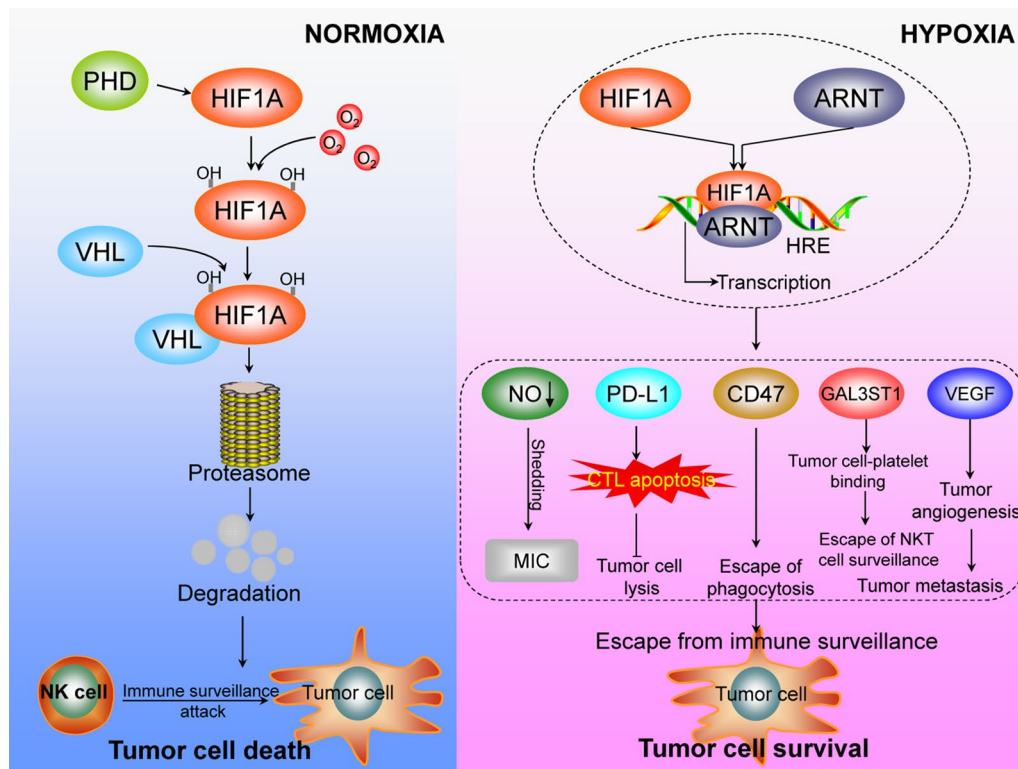 NORMOXIA
PHD
HIF1A
O2
O2
O2
OH
OH
HIF1A
VHL
OH
OH
HIF1A
VHL
Proteasome
Degradation
NK cell
Immune surveillance
attack
Tumor cell
Tumor cell death
HYPOXIA
HIF1A
ARNT
HIF1A
ARNT
HRE
Transcription
NO
PD-L1
CD47
GAL3ST1
VEGF
Shedding
MIC
CTL apoptosis
Tumor cell
lysis
Escape of
phagocytosis
Tumor cell-platelet
binding
Escape of NKT
cell surveillance
Tumor
angiogenesis
Tumor metastasis
Escape from immune surveillance
Tumor cell
Tumor cell survival